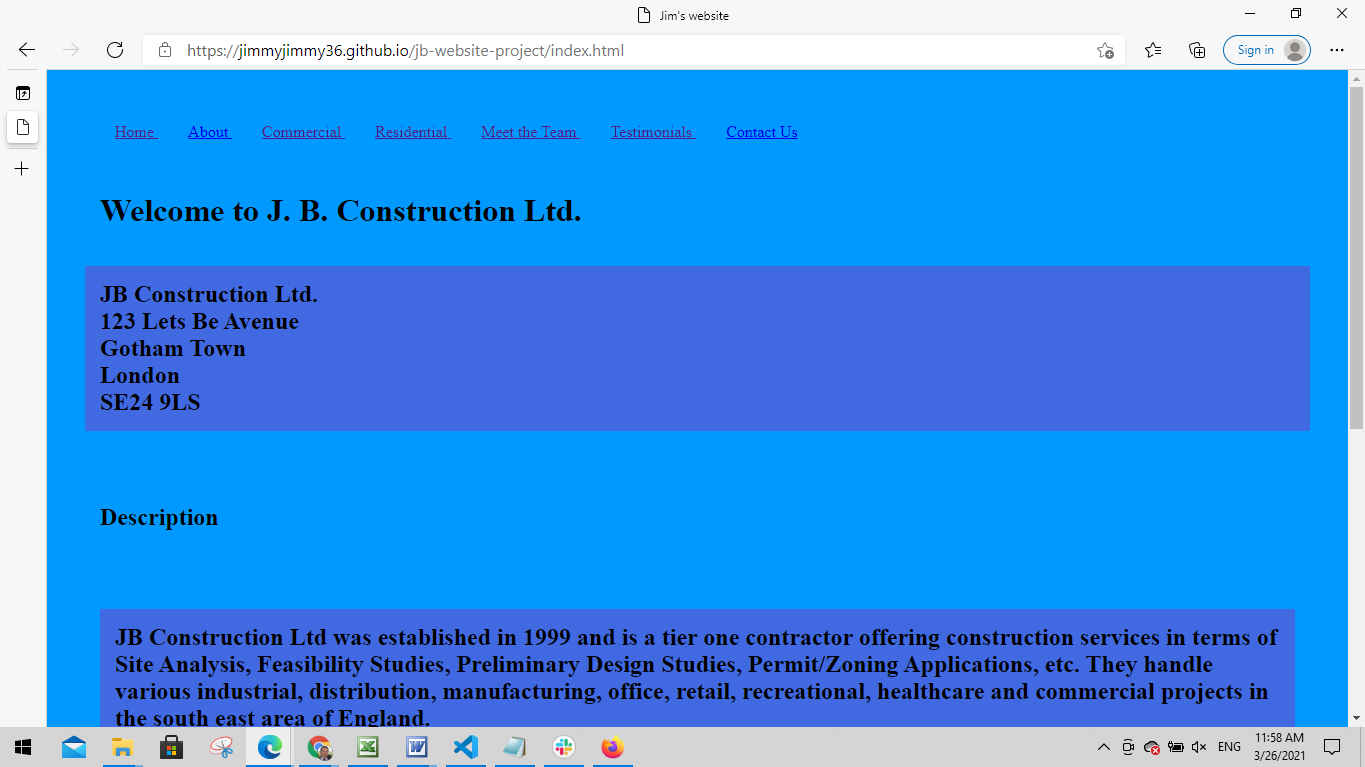 Jim's website
https://jimmyjimmy36.github.io/jb-website-project/index.html
Sign in
Home About Commercial Residential Meet the Team Testimonials Contact Us
Welcome to J. B. Construction Ltd.
JB Construction Ltd.
123 Lets Be Avenue
Gotham Town
London
SE24 9LS
Description
JB Construction Ltd was established in 1999 and is a tier one contractor offering construction services in terms of
Site Analysis, Feasibility Studies, Preliminary Design Studies, Permit/Zoning Applications, etc. They handle
various industrial, distribution, manufacturing, office, retail, recreational, healthcare and commercial projects in
the south east area of England.
ENG
11:58 AM
3/26/2021